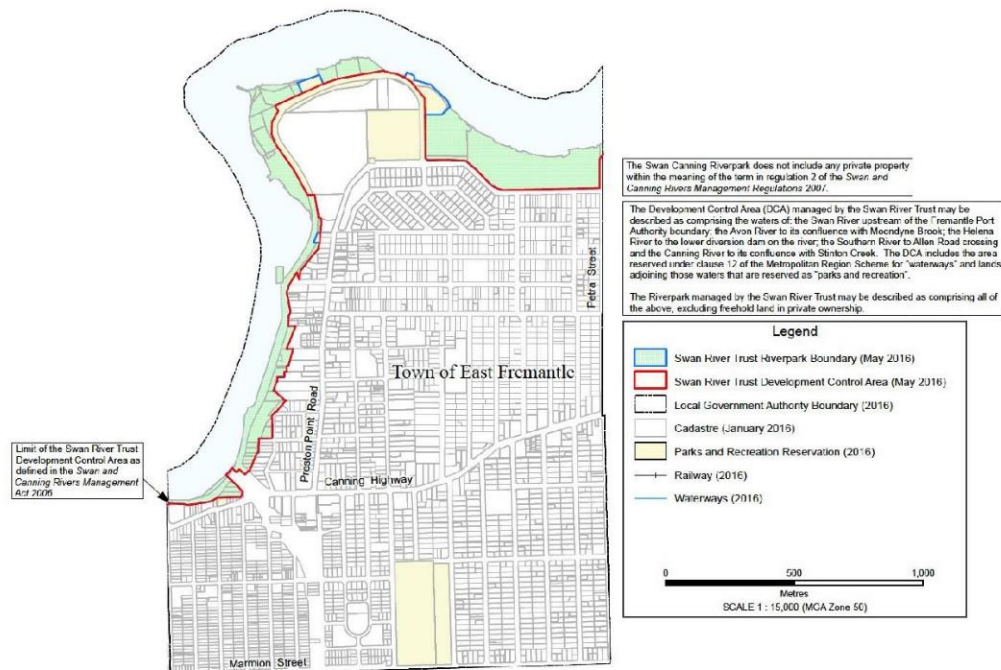 The Swan Canning Riverpark does not include any private property
within the meaning of the term in regulation 2 of the Swan and
Canning Rivers Management Regulations 2007.
The Development Control Area (DCA) managed by the Swan River Trust may be
described as comprising the waters of: the Swan River upstream of the Fremantle Port
Authority boundary; the Avon River to its confluence with Moondyne Brook; the Helena
River to the lower diversion dam on the river; the Southern River to Allen Road crossing
and the Canning River to its confluence with Stinton Creek. The DCA includes the area
reserved under clause 12 of the Metropolitan Region Scheme for "waterways" and lands
adjoining those waters that are reserved as "parks and recreation".
The Riverpark managed by the Swan River Trust may be described as comprising all of
the above, excluding freehold land in private ownership.
Petra Street
Town of East Fremantle
Preston Point Road
Canning Highway
Marmion Street
Limit of the Swan River Trust
Development Control Area as
defined in the Swan and
Canning Rivers Management
Act 2006
Legend
Swan River Trust Riverpark Boundary (May 2016)
Swan River Trust Development Control Area (May 2016)
Local Government Authority Boundary (2016)
Cadastre (January 2016)
Parks and Recreation Reservation (2016)
Railway (2016)
Waterways (2016)
0 500 1,000
Metres
SCALE 1 : 15,000 (MGA Zone 50)